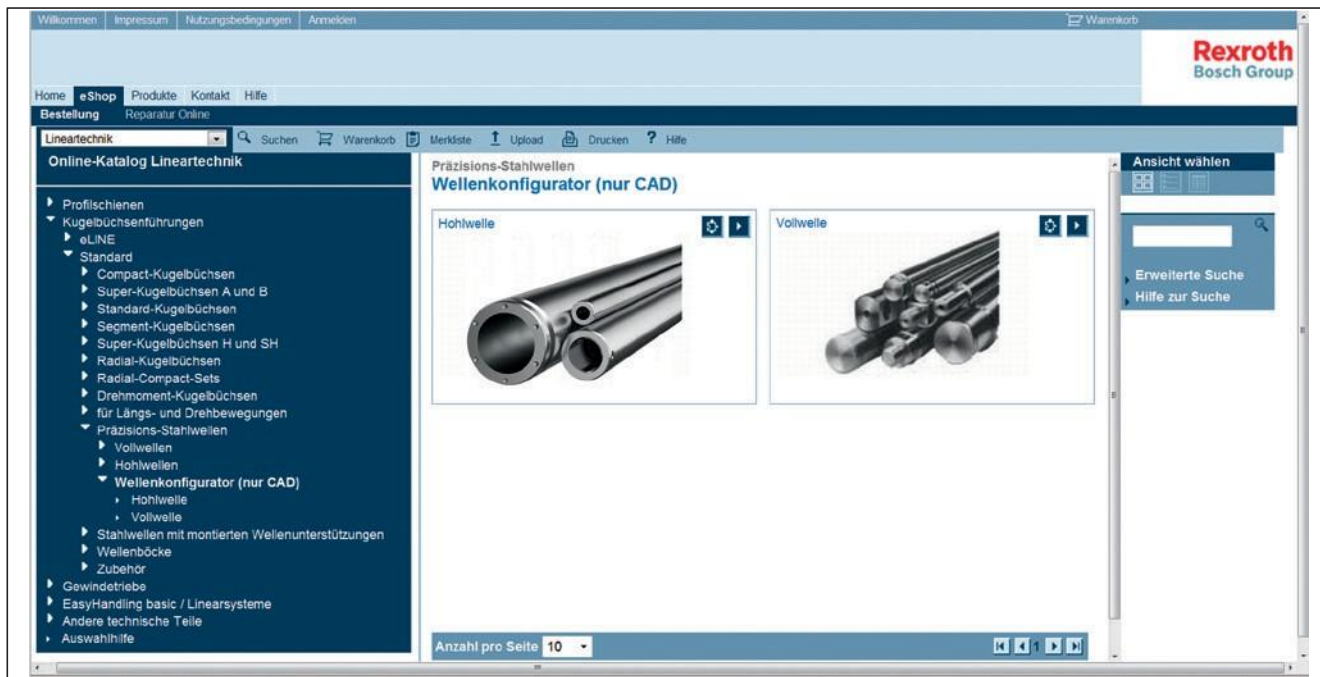 Willkommen Impressum Nutzungsbedingungen Anmelden Warenkorb
Rexroth
Bosch Group
Home eShop Produkte Kontakt Hilfe
Bestellung Reparatur Online
Lineartechnik Suchen Warenkorb Merkliste Upload Drucken ? Hilfe
Online-Katalog Lineartechnik
Profilschienen
Kugelbüchsenführungen
eLINE
Standard
Compact-Kugelbüchsen
Super-Kugelbüchsen A und B
Standard-Kugelbüchsen
Segment-Kugelbüchsen
Super-Kugelbüchsen H und SH
Radial-Kugelbüchsen
Radial-Compact-Sets
Drehmoment-Kugelbüchsen
für Längs- und Drehbewegungen
Präzisions-Stahlwellen
Vollwellen
Hohlwellen
Wellenkonfigurator (nur CAD)
Hohlwelle
Vollwelle
Stahlwellen mit montierten Wellenunterstützungen
Wellenböcke
Zubehör
Gewindetriebe
EasyHandling basic / Linearsysteme
Andere technische Teile
Auswahlhilfe
Präzisions-Stahlwellen
Wellenkonfigurator (nur CAD)
Hohlwelle
Vollwelle
Anzahl pro Seite 10
1
Ansicht wählen
Erweiterte Suche
Hilfe zur Suche